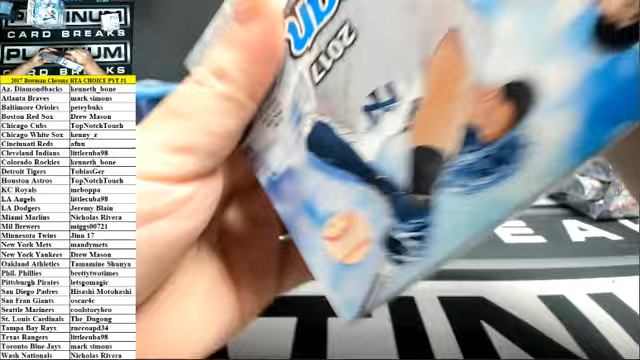 PLATINUM
CARD BREAKS
PLATINUM
CARD BREAKS
2017 Bowman Chrome HTA CHOICE PYT #1
Az. Diamondbacks kenneth_bone
Atlanta Braves mark simons
Baltimore Orioles peteybuks
Boston Red Sox Drew Mason
Chicago Cubs TopNotchTouch
Chicago White Sox kenny_z
Cincinnati Reds afun
Cleveland Indians littlecuba98
Colorado Rockies kenneth_bone
Detroit Tigers TobiasGer
Houston Astros TopNotchTouch
KC Royals mcboppa
LA Angels littlecuba98
LA Dodgers Jeremy Blain
Miami Marlins Nicholas Rivera
Mil Brewers miggs00721
Minnesota Twins Jinn 17
New York Mets mandymets
New York Yankees Drew Mason
Oakland Athletics Tamamine Shunya
Phil. Phillies brettytwotimes
Pittsburgh Pirates letsgomagic
San Diego Padres Hisashi Motohashi
San Fran Giants oscar4c
Seattle Mariners coolstorybro
St. Louis Cardinals The_Dugong
Tampa Bay Rays zuccoapd34
Texas Rangers littlecuba98
Toronto Blue Jays mark simons
Wash Nationals Nicholas Rivera
2017